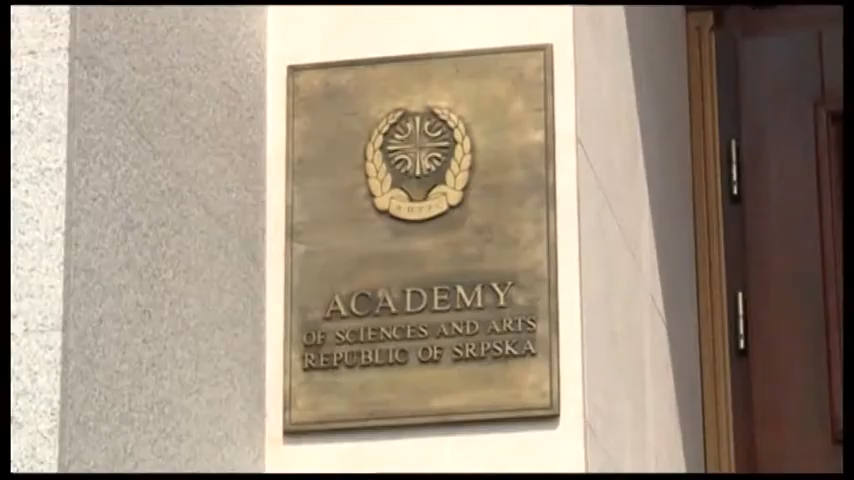 ACADEMY
OF SCIENCES AND ARTS
REPUBLIC OF SRPSKA